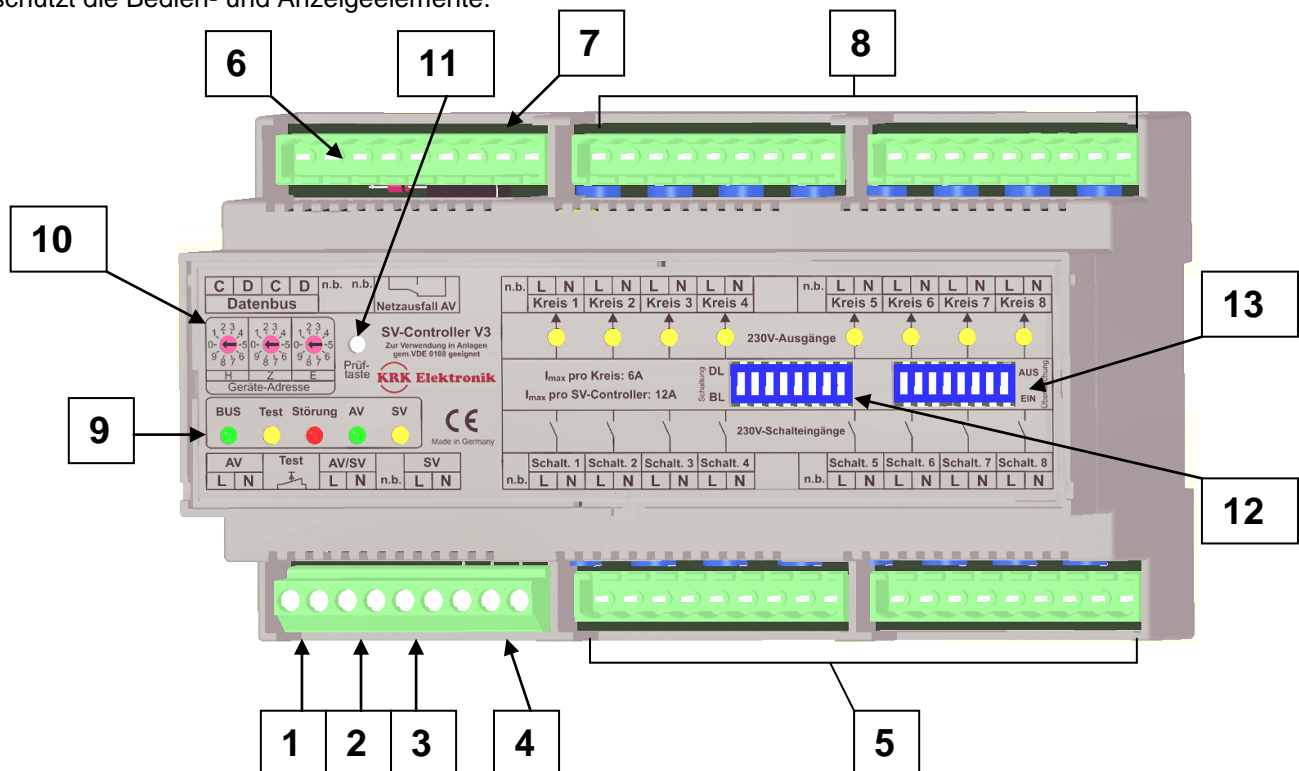 schützt die Bedien- und Anzeigeelemente.
6
11
7
8
10
13
9
12
C D C D n.b. n.b.
Datenbus
Netzausfall AV
SV-Controller V3
Zur Verwendung in Anlagen
gem.VDE 0108 geeignet
Prüf-
taste
KRK Elektronik
H Z E
Geräte-Adresse
BUS Test Störung AV SV
CE
Made in Germany
AV Test AV/SV SV
L N L N n.b. L N
n.b. L N L N L N L N n.b. L N L N L N L N
Kreis 1 Kreis 2 Kreis 3 Kreis 4 Kreis 5 Kreis 6 Kreis 7 Kreis 8
230V-Ausgänge
Imax pro Kreis: 6A
Imax pro SV-Controller: 12A
Schaltung
DL
BL
AUS
EIN
230V-Schalteingänge
Schalt. 1 Schalt. 2 Schalt. 3 Schalt. 4 Schalt. 5 Schalt. 6 Schalt. 7 Schalt. 8
n.b. L N L N L N L N n.b. L N L N L N L N
1
2
3
4
5